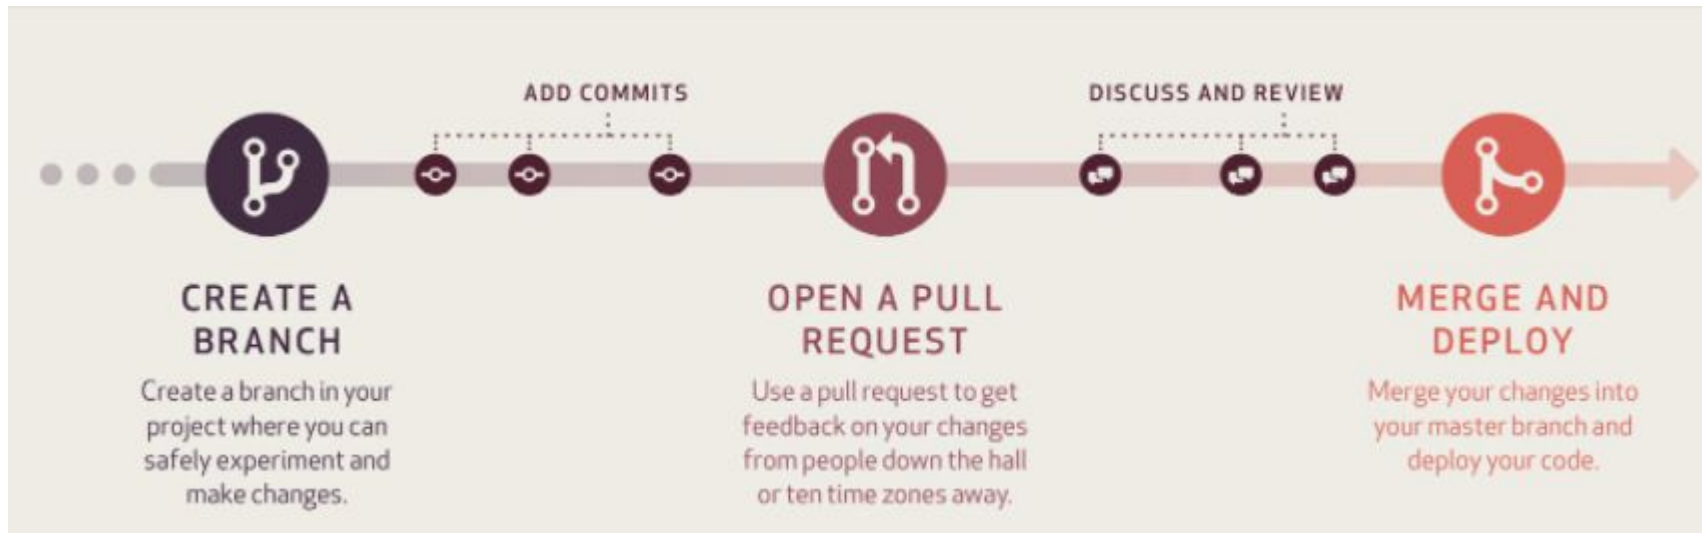 ADD COMMITS
DISCUSS AND REVIEW
CREATE A
BRANCH
Create a branch in your
project where you can
safely experiment and
make changes.
OPEN A PULL
REQUEST
Use a pull request to get
feedback on your changes
from people down the hall
or ten time zones away.
MERGE AND
DEPLOY
Merge your changes into
your master branch and
deploy your code.